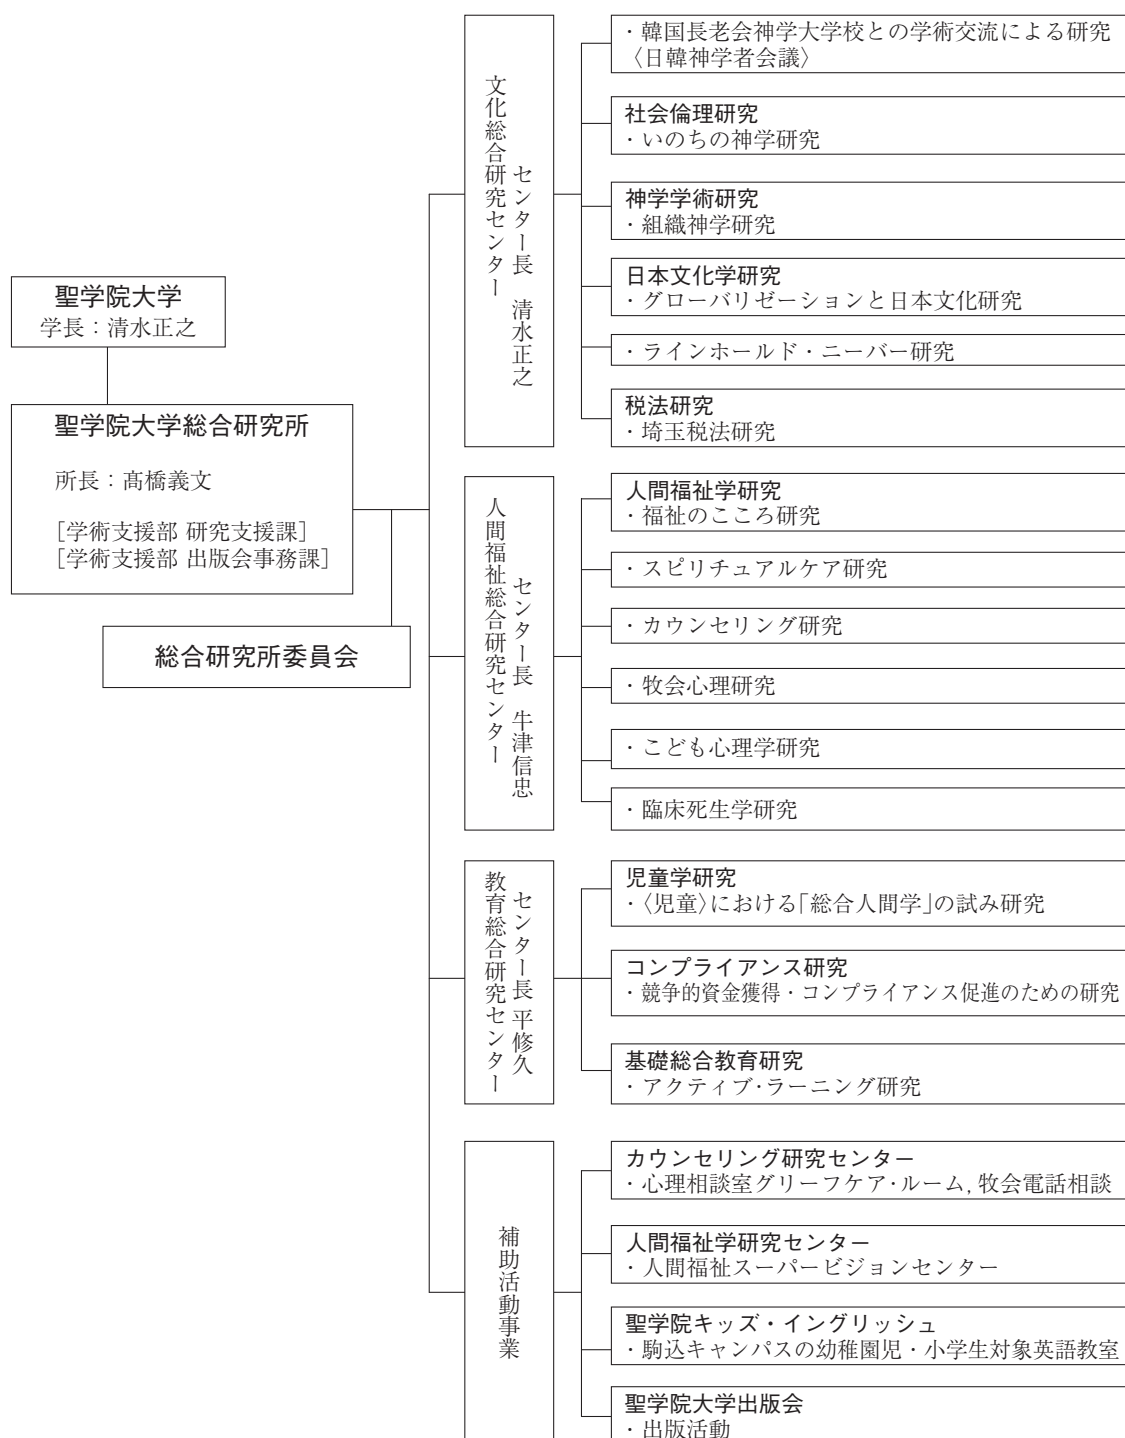 聖学院大学
学長：清水正之
聖学院大学総合研究所
所長：髙橋義文
［学術支援部 研究支援課］
［学術支援部 出版会事務課］
総合研究所委員会
文化総合研究センター
センター長　清水正之
・韓国長老会神学大学校との学術交流による研究
〈日韓神学者会議〉
社会倫理研究
・いのちの神学研究
神学学術研究
・組織神学研究
日本文化学研究
・グローバリゼーションと日本文化研究
・ラインホールド・ニーバー研究
税法研究
・埼玉税法研究
人間福祉総合研究センター
センター長　牛津信忠
人間福祉学研究
・福祉のこころ研究
・スピリチュアルケア研究
・カウンセリング研究
・牧会心理研究
・こども心理学研究
・臨床死生学研究
教育総合研究センター
センター長 平修久
児童学研究
・〈児童〉における｢総合人間学｣の試み研究
コンプライアンス研究
・競争的資金獲得・コンプライアンス促進のための研究
基礎総合教育研究
・アクティブ・ラーニング研究
補助活動事業
カウンセリング研究センター
・心理相談室グリーフケア・ルーム, 牧会電話相談
人間福祉学研究センター
・人間福祉スーパービジョンセンター
聖学院キッズ・イングリッシュ
・駒込キャンパスの幼稚園児・小学生対象英語教室
聖学院大学出版会
・出版活動